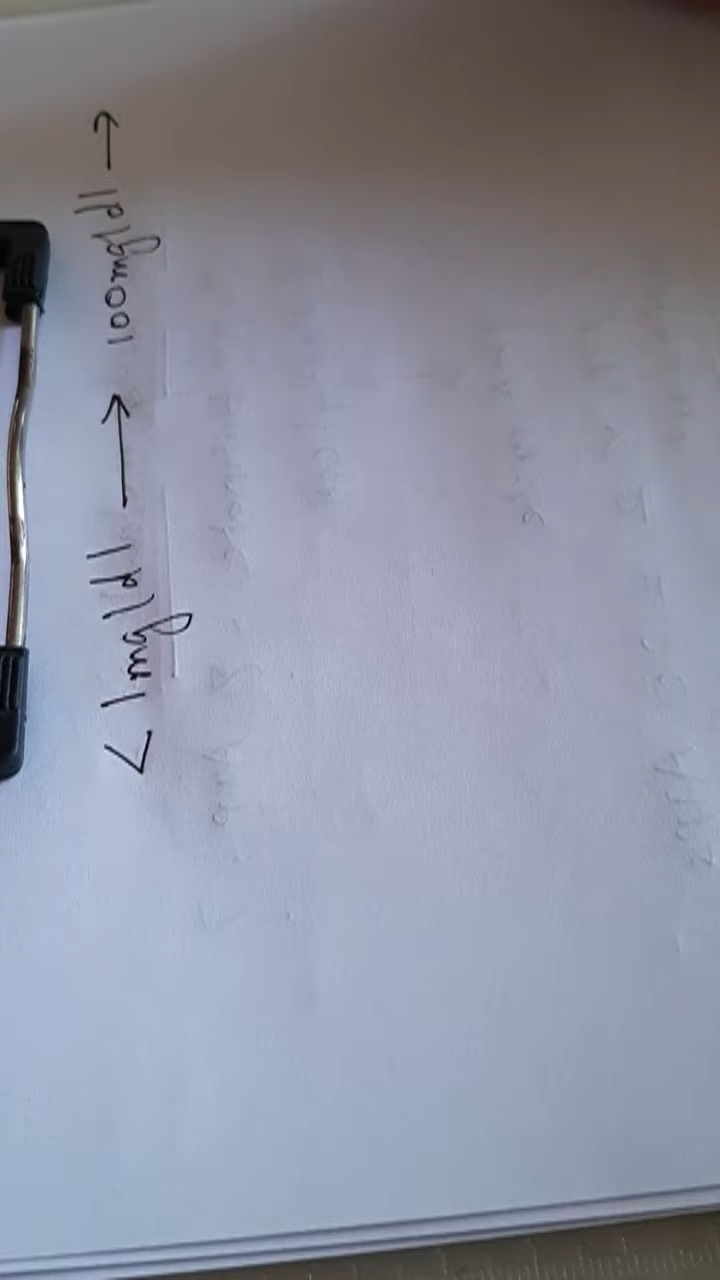 < 1mg/dl → 100mg/dl →